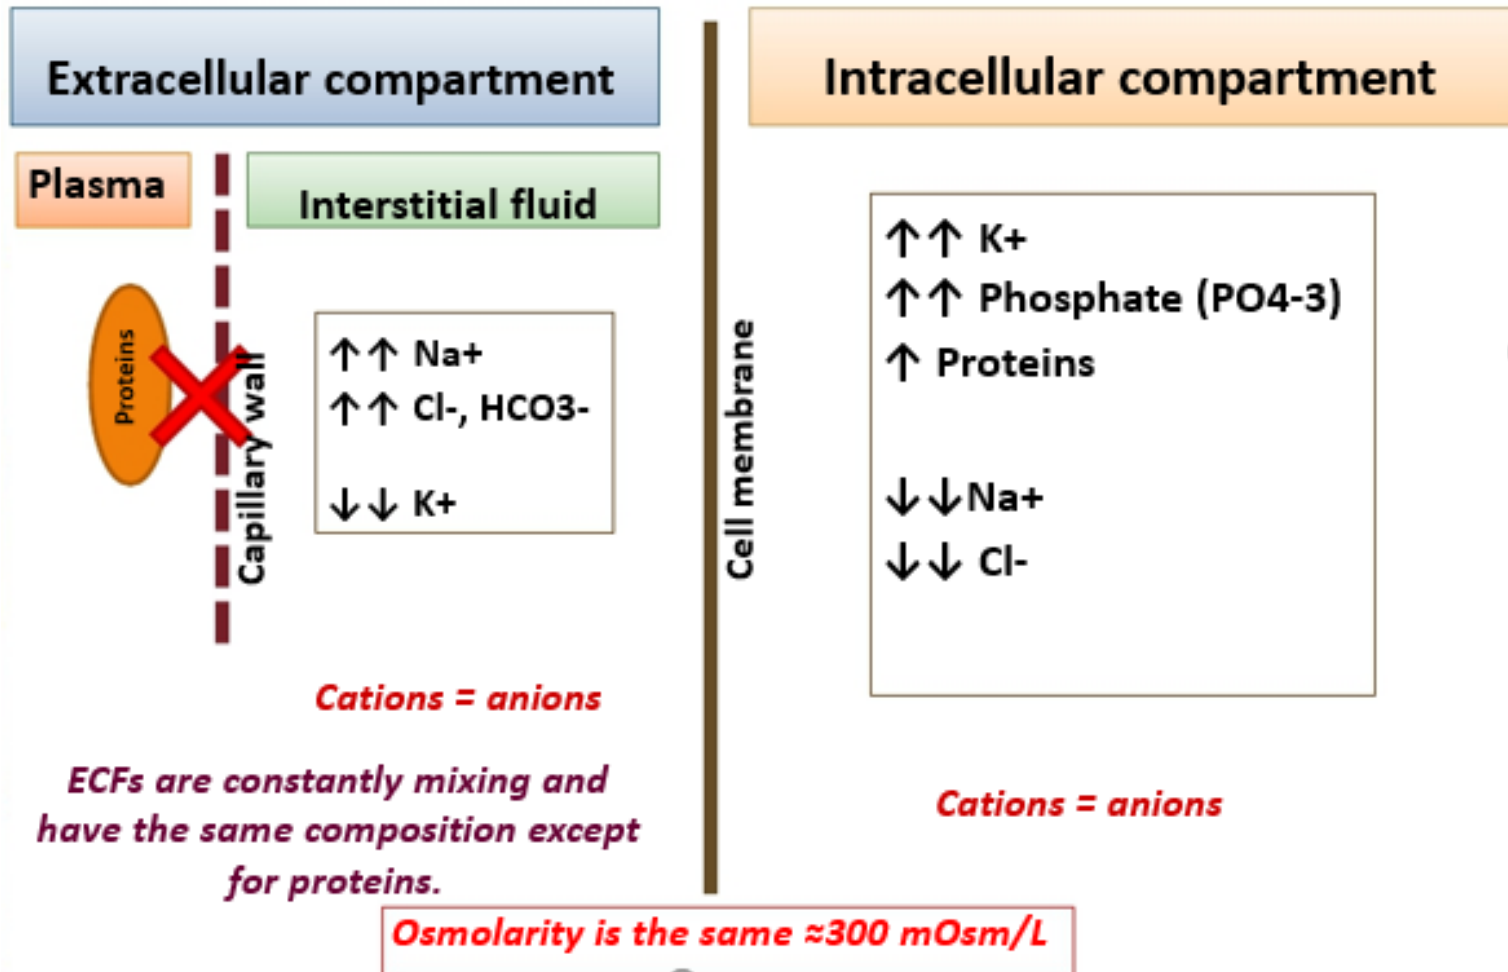 Extracellular compartment
Intracellular compartment
Plasma
Interstitial fluid
Proteins
Capillary wall
↑↑ Na+
↑↑ Cl-, HCO3-
↓↓ K+
Cell membrane
↑↑ K+
↑↑ Phosphate (PO4-3)
↑ Proteins
↓↓Na+
↓↓ Cl-
Cations = anions
ECFs are constantly mixing and
have the same composition except
for proteins.
Cations = anions
Osmolarity is the same ≈300 mOsm/L